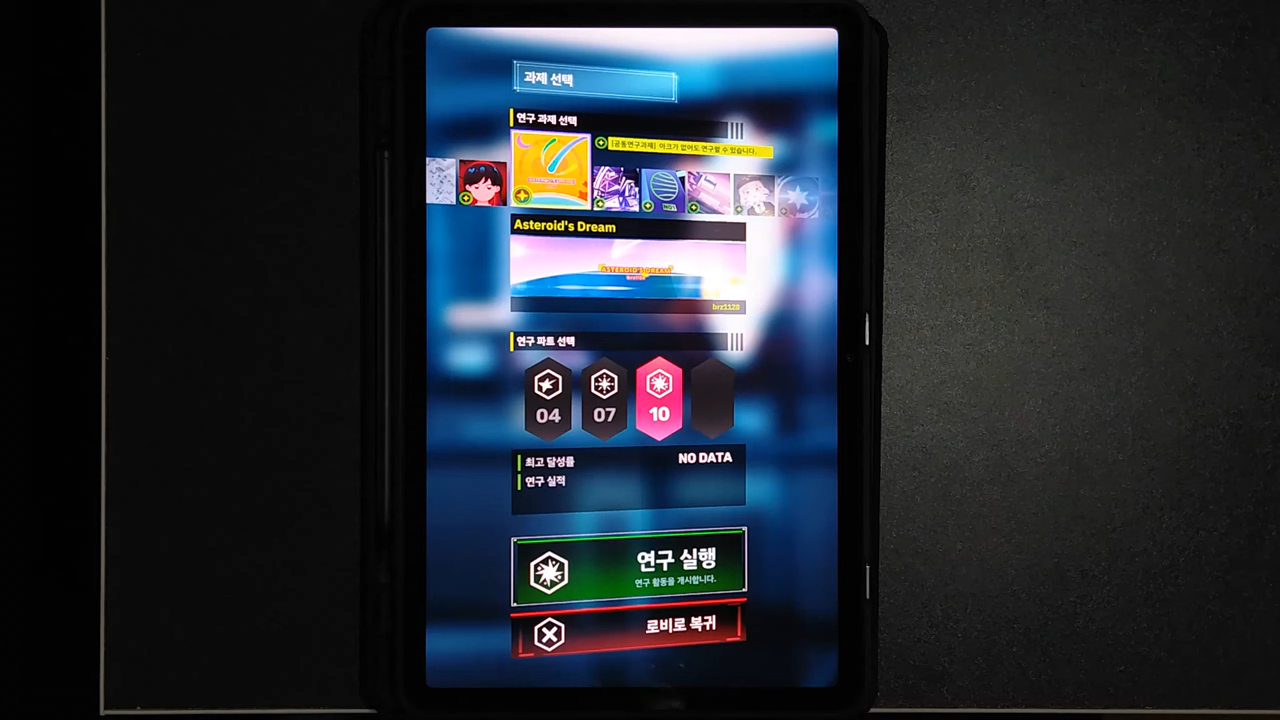 과제 선택
연구 과제 선택
[공동연구과제] 아크가 없어도 연구할 수 있습니다.
Asteroid's Dream
ASTEROID'S DREAM
brz1128
연구 파트 선택
04 07 10
최고 달성률 NO DATA
연구 실적
연구 실행
연구 활동을 개시합니다.
로비로 복귀